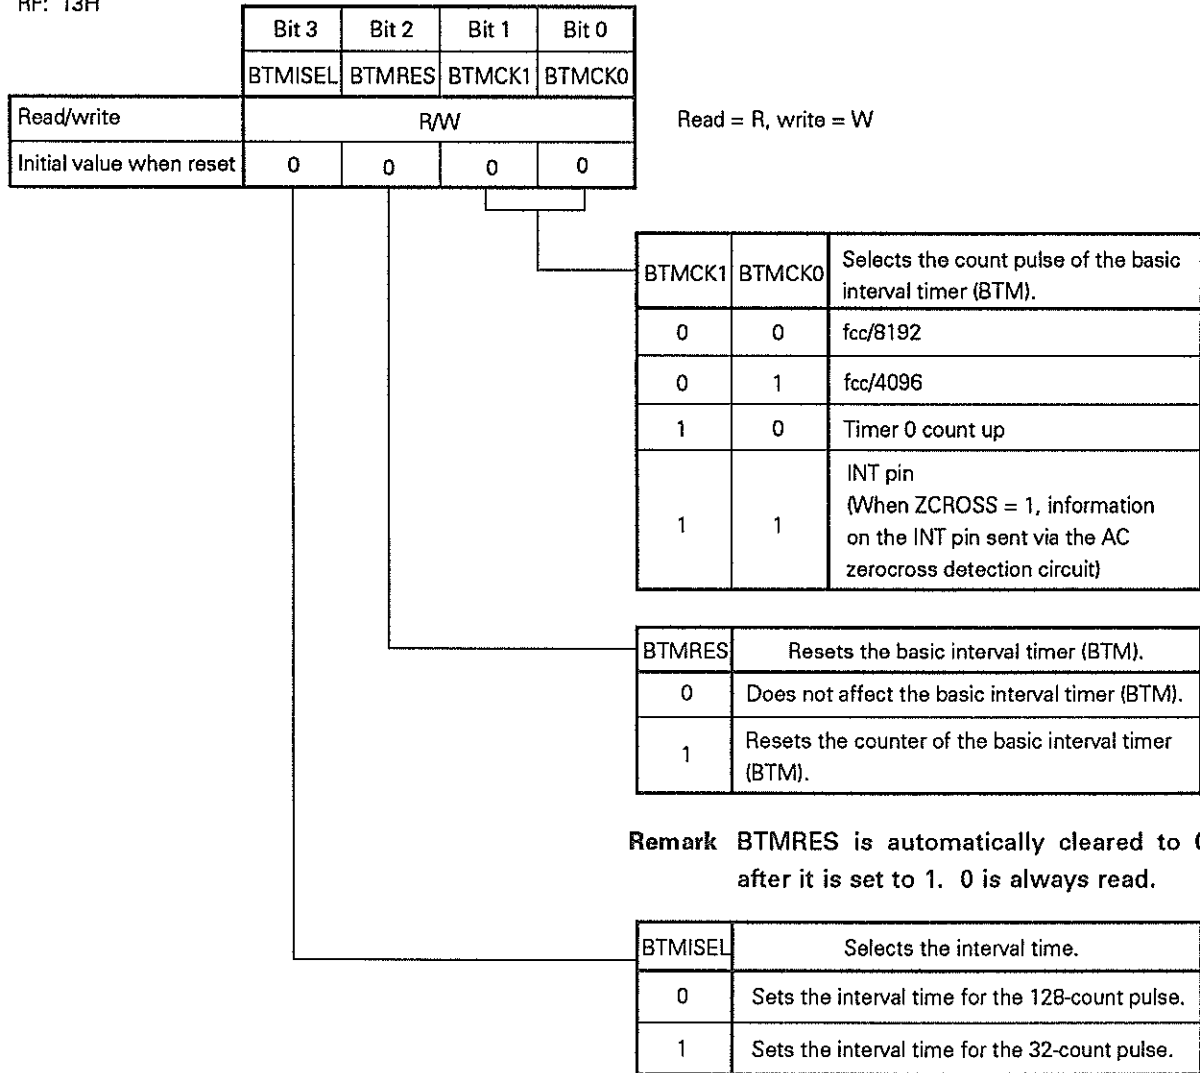 RF: 13H
Bit 3 Bit 2 Bit 1 Bit 0
BTMISEL BTMRES BTMCK1 BTMCK0
Read/write R/W
Read = R, write = W
Initial value when reset 0 0 0 0
BTMCK1 BTMCK0 Selects the count pulse of the basic
interval timer (BTM).
0 0 fcc/8192
0 1 fcc/4096
1 0 Timer 0 count up
1 1 INT pin
(When ZCROSS = 1, information
on the INT pin sent via the AC
zerocross detection circuit)
BTMRES Resets the basic interval timer (BTM).
0 Does not affect the basic interval timer (BTM).
1 Resets the counter of the basic interval timer
(BTM).
Remark BTMRES is automatically cleared to 0
after it is set to 1. 0 is always read.
BTMISEL Selects the interval time.
0 Sets the interval time for the 128-count pulse.
1 Sets the interval time for the 32-count pulse.